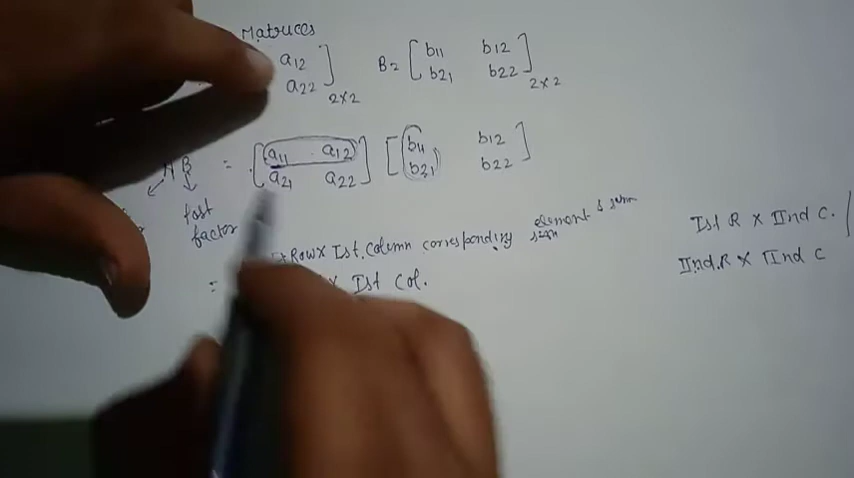 Matrices
a12 ] B= [ b11 b12 ]
a22 ] 2×2 b21 b22 ] 2×2
AB = [ a11 a12 ] [ b11 b12 ]
a21 a22 b21 b22
factor
Row × Ist Column corresponding element & sum
= × Ist Col.
Ist R × IInd C.
IInd.R × IInd C